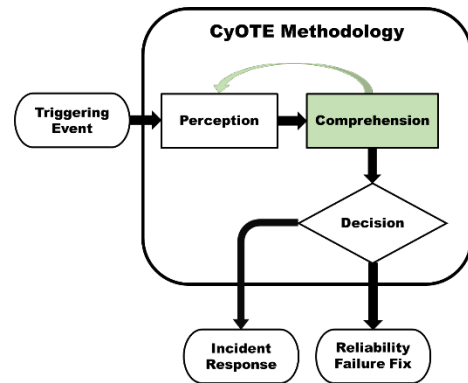 CyOTE Methodology
Triggering
Event
Perception
Comprehension
Decision
Incident
Response
Reliability
Failure Fix